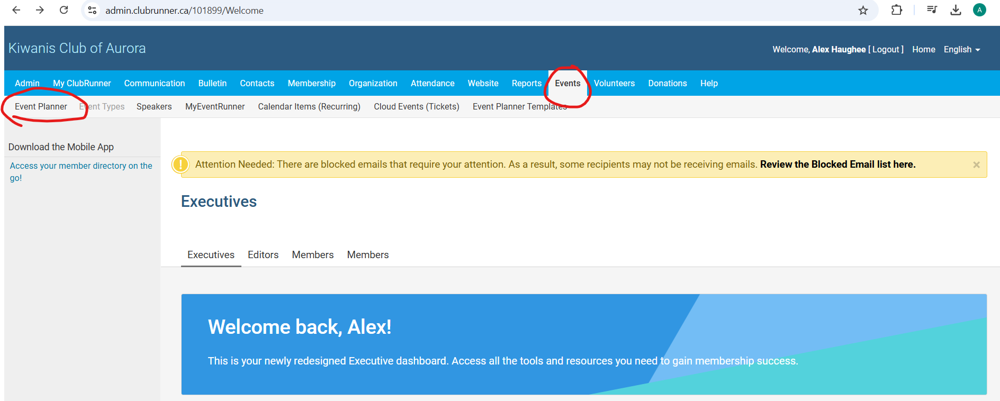 admin.clubrunner.ca/101899/Welcome
A
Kiwanis Club of Aurora
Welcome, Alex Haughee [ Logout ] Home English
Admin My ClubRunner Communication Bulletin Contacts Membership Organization Attendance Website Reports Events Volunteers Donations Help
Event Planner Event Types Speakers MyEventRunner Calendar Items (Recurring) Cloud Events (Tickets) Event Planner Templates
Download the Mobile App
Access your member directory on the
go!
! Attention Needed: There are blocked emails that require your attention. As a result, some recipients may not be receiving emails. Review the Blocked Email list here. ×
Executives
Executives Editors Members Members
Welcome back, Alex!
This is your newly redesigned Executive dashboard. Access all the tools and resources you need to gain membership success.